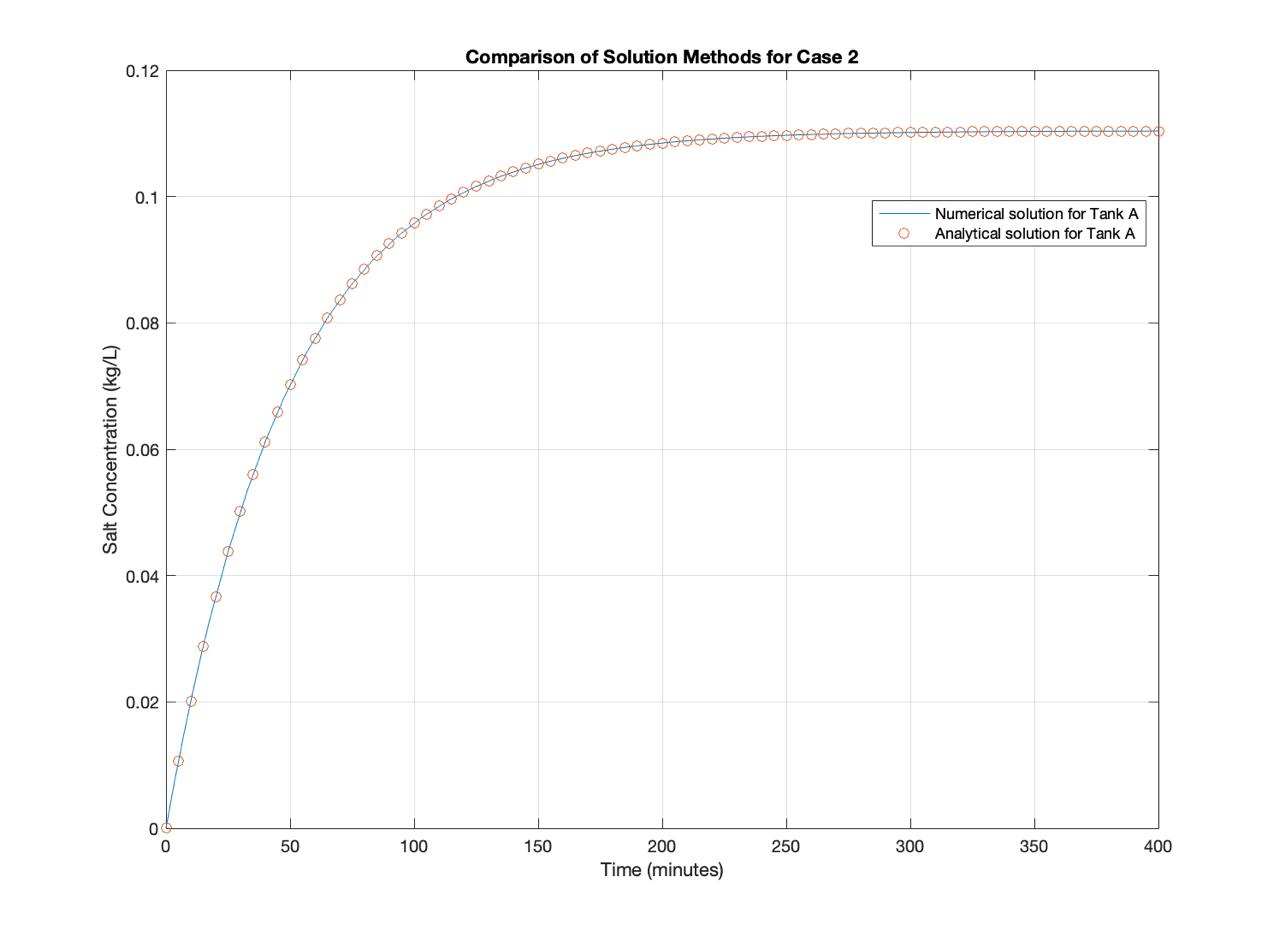 Comparison of Solution Methods for Case 2
0.12
0.1
0.08
0.06
0.04
0.02
0
Salt Concentration (kg/L)
Numerical solution for Tank A
Analytical solution for Tank A
0 50 100 150 200 250 300 350 400
Time (minutes)